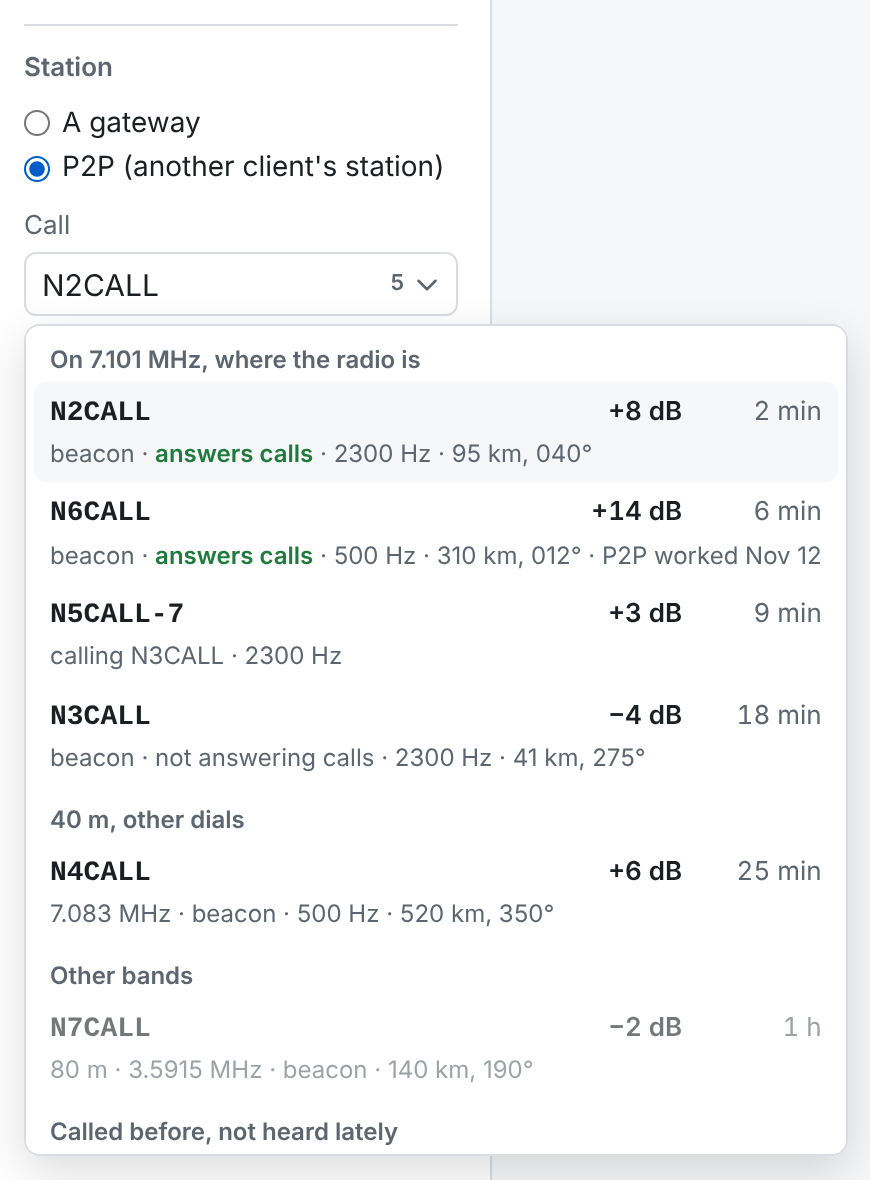 Station
A gateway
P2P (another client's station)
Call
N2CALL 5
On 7.101 MHz, where the radio is
N2CALL +8 dB 2 min
beacon · answers calls · 2300 Hz · 95 km, 040°
N6CALL +14 dB 6 min
beacon · answers calls · 500 Hz · 310 km, 012° · P2P worked Nov 12
N5CALL-7 +3 dB 9 min
calling N3CALL · 2300 Hz
N3CALL −4 dB 18 min
beacon · not answering calls · 2300 Hz · 41 km, 275°
40 m, other dials
N4CALL +6 dB 25 min
7.083 MHz · beacon · 500 Hz · 520 km, 350°
Other bands
N7CALL −2 dB 1 h
80 m · 3.5915 MHz · beacon · 140 km, 190°
Called before, not heard lately